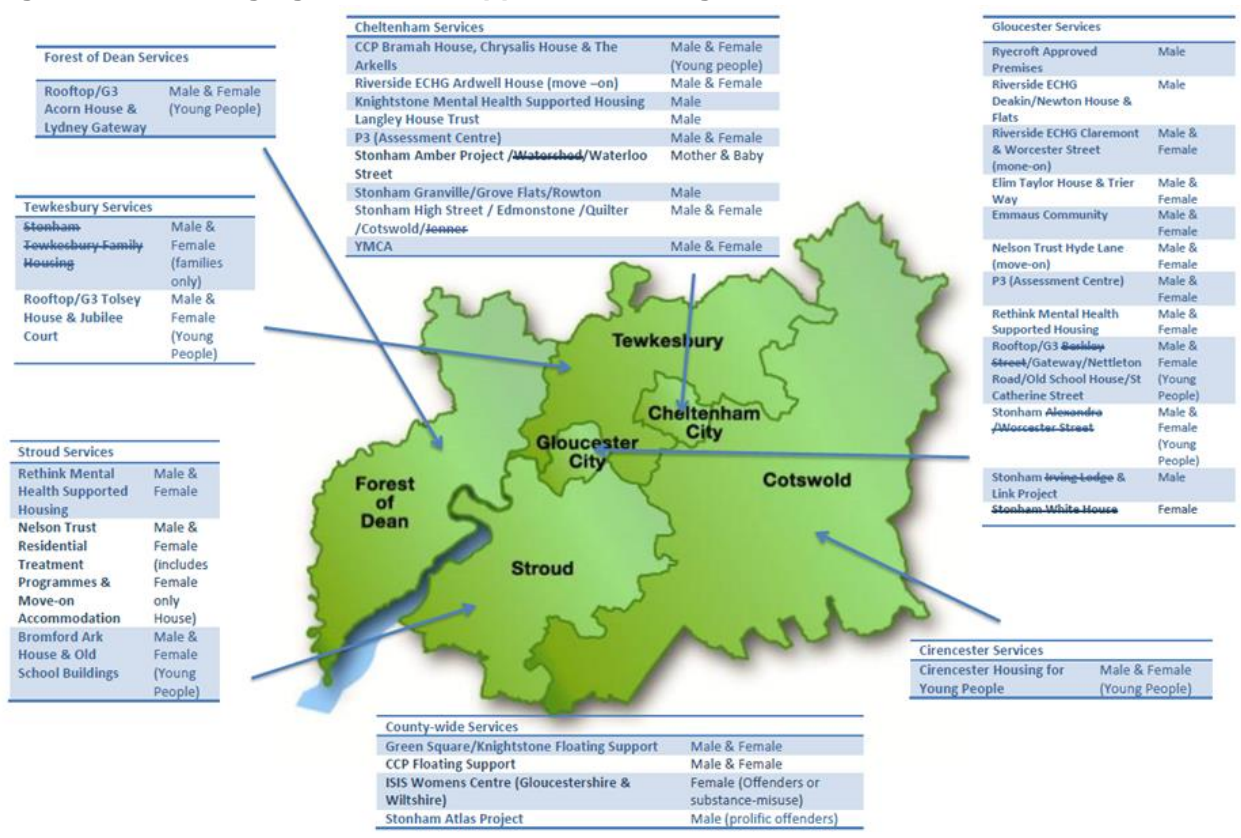 Forest of Dean Services
Rooftop/G3 Male & Female
Acorn House & (Young People)
Lydney Gateway
Tewkesbury Services
Stonham Male &
Tewkesbury Family Female
Housing (families
only)
Rooftop/G3 Tolsey Male &
House & Jubilee Female
Court (Young
People)
Stroud Services
Rethink Mental Male &
Health Supported Female
Housing
Nelson Trust Male &
Residential Female
Treatment (includes
Programmes & Female
Move-on only
Accommodation House)
Bromford Ark Male &
House & Old Female
School Buildings (Young
People)
Cheltenham Services
CCP Bramah House, Chrysalis House & The Male & Female
Arkells (Young people)
Riverside ECHG Ardwell House (move –on) Male & Female
Knightstone Mental Health Supported Housing Male
Langley House Trust Male
P3 (Assessment Centre) Male & Female
Stonham Amber Project /Watershed/Waterloo Mother & Baby
Street
Stonham Granville/Grove Flats/Rowton Male
Stonham High Street / Edmonstone /Quilter Male & Female
/Cotswold/Jenner
YMCA Male & Female
Gloucester Services
Ryecroft Approved Male
Premises
Riverside ECHG Male
Deakin/Newton House &
Flats
Riverside ECHG Claremont Male &
& Worcester Street Female
(mone-on)
Elim Taylor House & Trier Male &
Way Female
Emmaus Community Male &
Female
Nelson Trust Hyde Lane Male &
(move-on) Female
P3 (Assessment Centre) Male &
Female
Rethink Mental Health Male &
Supported Housing Female
Rooftop/G3 Male &
Street/Gateway/Nettleton Female
Road/Old School House/St (Young
Catherine Street People)
Stonham Alexandra Male &
/Worcester Street Female
(Young
People)
Stonham Irving Lodge & Male
Link Project
Stonham White House Female
Tewkesbury
Cheltenham
City
Gloucester
City
Forest
of
Dean
Cotswold
Stroud
Cirencester Services
Cirencester Housing for Male & Female
Young People (Young People)
County-wide Services
Green Square/Knightstone Floating Support Male & Female
CCP Floating Support Male & Female
ISIS Womens Centre (Gloucestershire & Female (Offenders or
Wiltshire) substance-misuse)
Stonham Atlas Project Male (prolific offenders)